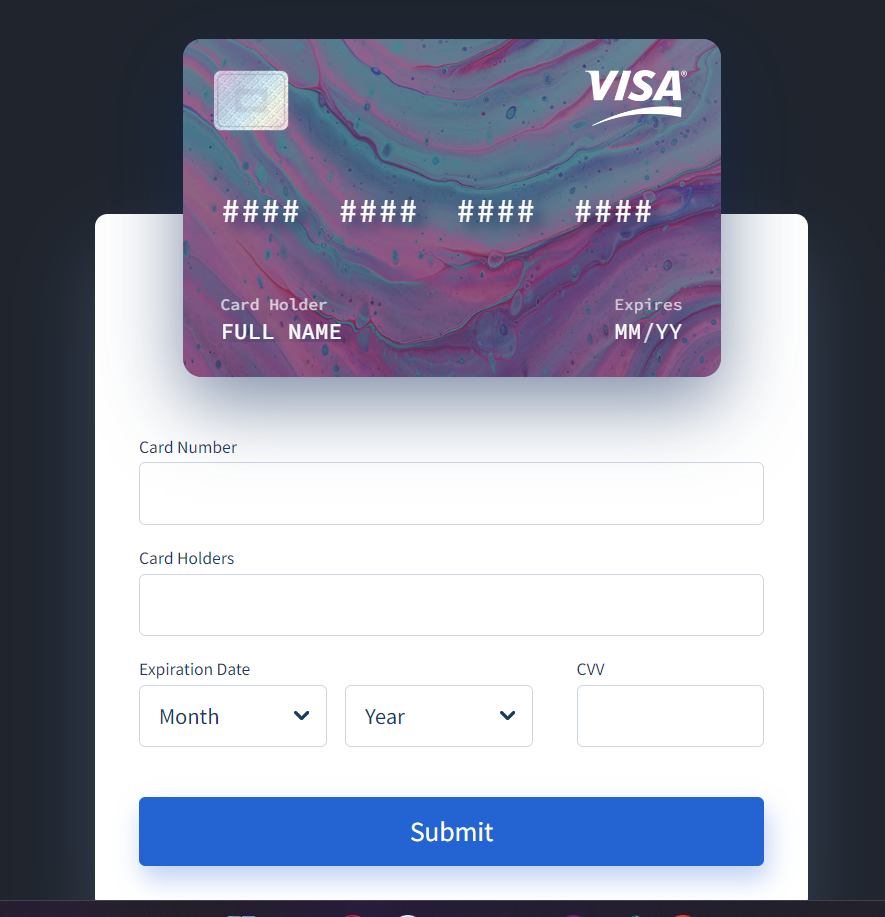 VISA®
#### #### #### ####
Card Holder Expires
FULL NAME MM/YY
Card Number
Card Holders
Expiration Date CVV
Month Year
Submit